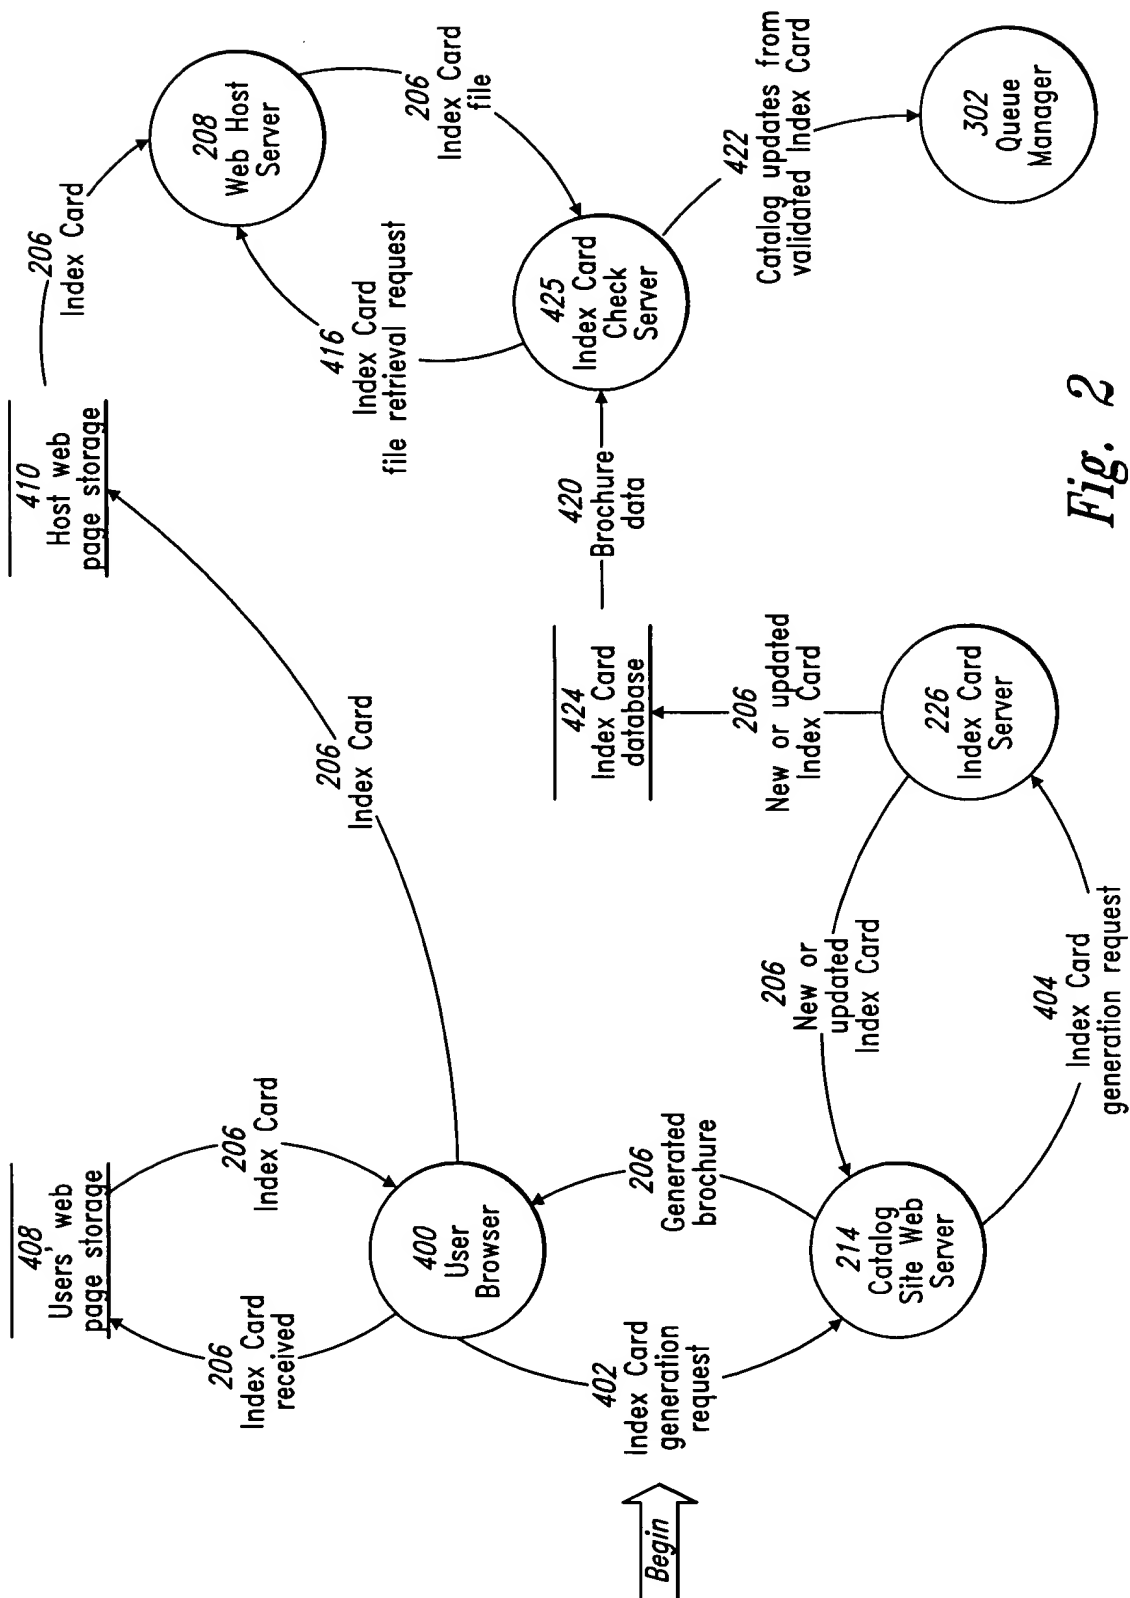 408
Users' web
page storage
206
Index Card
received
206
Index Card
400
User
Browser
Begin
402
Index Card
generation
request
206
Generated
brochure
214
Catalog
Site Web
Server
206
New or
updated
Index Card
404
Index Card
generation request
226
Index Card
Server
206
New or updated
Index Card
424
Index Card
database
206
Index Card
410
Host web
page storage
206
Index Card
208
Web Host
Server
206
Index Card
file
416
Index Card
file retrieval request
420
Brochure
data
425
Index Card
Check
Server
422
Catalog updates from
validated Index Card
302
Queue
Manager
Fig. 2